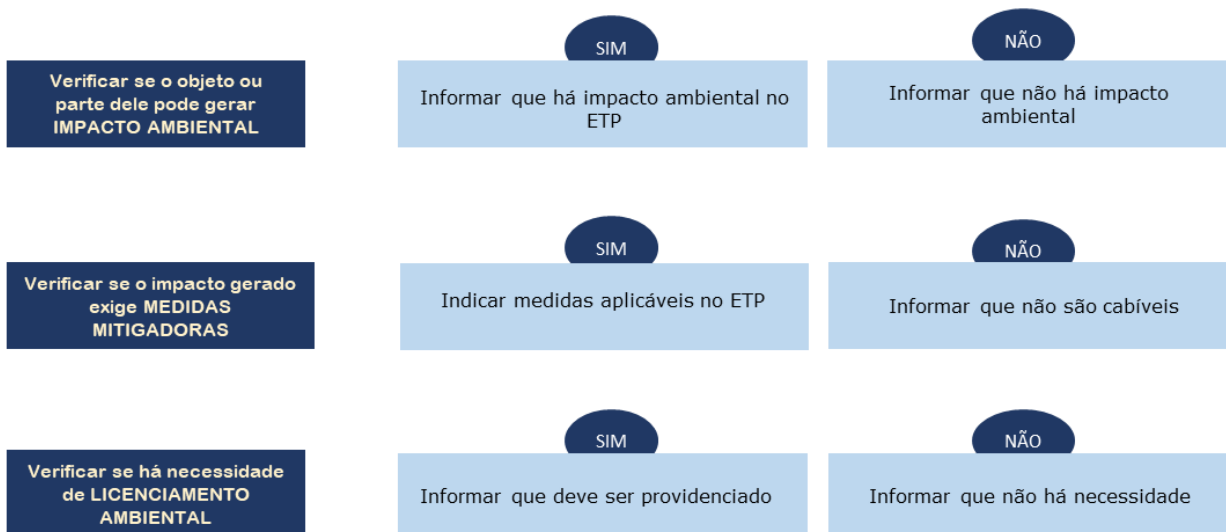 SIM
NÃO
Verificar se o objeto ou
parte dele pode gerar
IMPACTO AMBIENTAL
Informar que há impacto ambiental no
ETP
Informar que não há impacto
ambiental
SIM
NÃO
Verificar se o impacto gerado
exige MEDIDAS
MITIGADORAS
Indicar medidas aplicáveis no ETP
Informar que não são cabíveis
SIM
NÃO
Verificar se há necessidade
de LICENCIAMENTO
AMBIENTAL
Informar que deve ser providenciado
Informar que não há necessidade